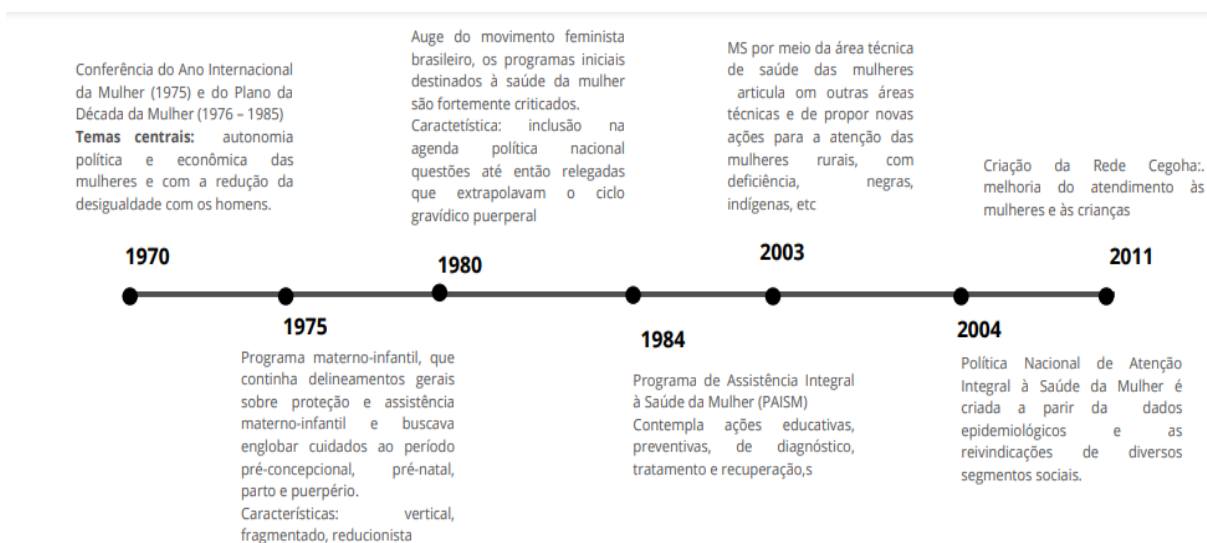 Conferência do Ano Internacional
da Mulher (1975) e do Plano da
Década da Mulher (1976 – 1985)
Temas centrais: autonomia
política e econômica das
mulheres e com a redução da
desigualdade com os homens.
1970
1975
Programa materno-infantil, que
continha delineamentos gerais
sobre proteção e assistência
materno-infantil e buscava
englobar cuidados ao período
pré-concepcional, pré-natal,
parto e puerpério.
Características: vertical,
fragmentado, reducionista
Auge do movimento feminista
brasileiro, os programas iniciais
destinados à saúde da mulher
são fortemente criticados.
Caractetística: inclusão na
agenda política nacional
questões até então relegadas
que extrapolavam o ciclo
gravídico puerperal
1980
1984
Programa de Assistência Integral
à Saúde da Mulher (PAISM)
Contempla ações educativas,
preventivas, de diagnóstico,
tratamento e recuperação,s
MS por meio da área técnica
de saúde das mulheres
articula om outras áreas
técnicas e de propor novas
ações para a atenção das
mulheres rurais, com
deficiência, negras,
indígenas, etc
2003
2004
Política Nacional de Atenção
Integral à Saúde da Mulher é
criada a parir da dados
epidemiológicos e as
reivindicações de diversos
segmentos sociais.
Criação da Rede Cegoha:.
melhoria do atendimento às
mulheres e às crianças
2011